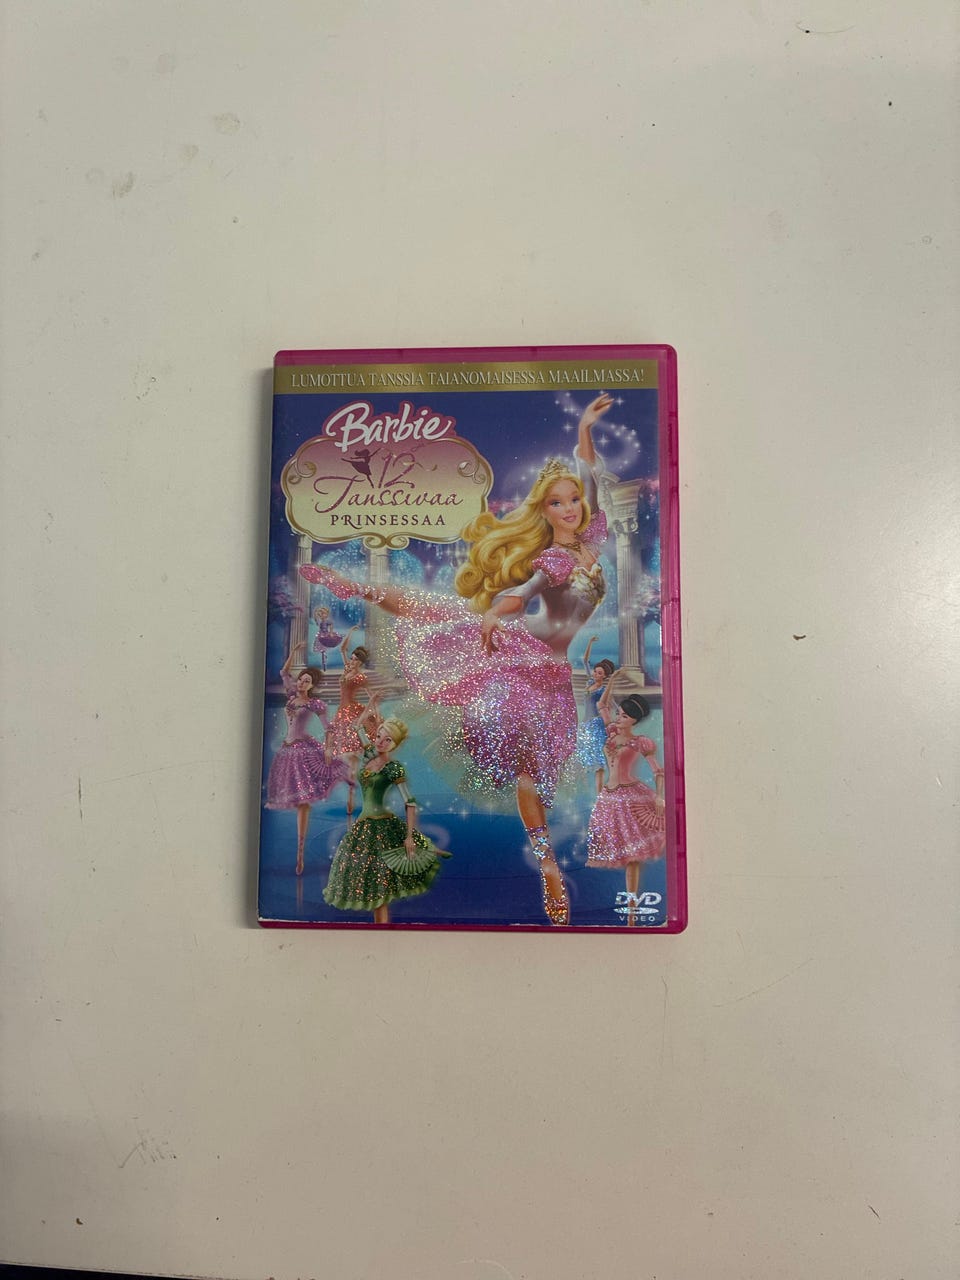 LUMOTTUA TANSSIA TAIANOMAISESSA MAAILMASSA!
Barbie
12
Tanssivaa
PRINSESSAA
DVD
VIDEO